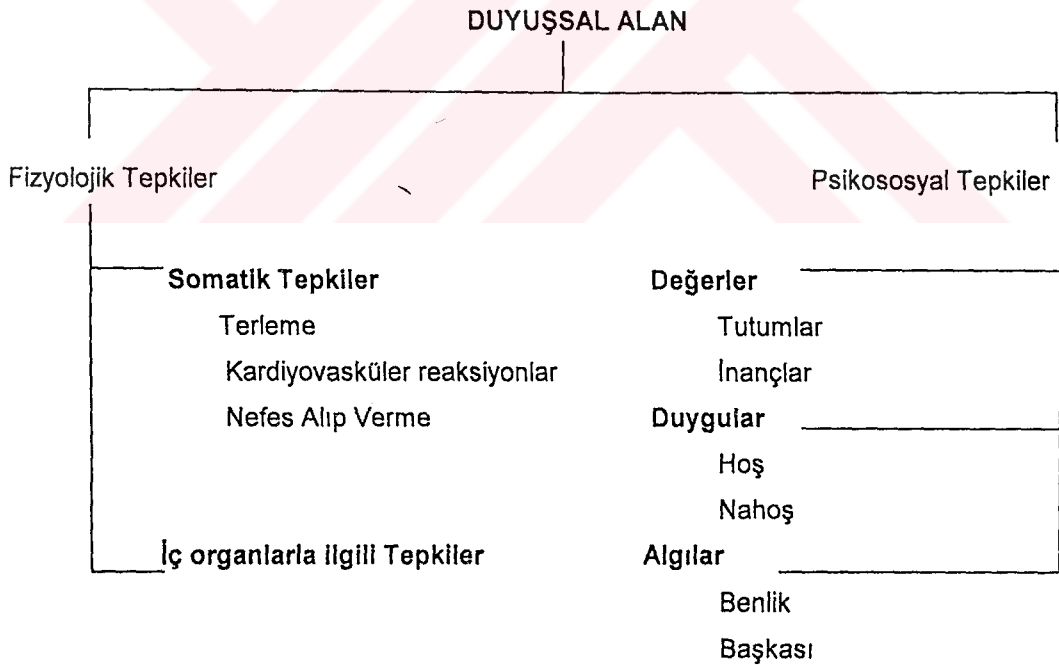 DUYUŞSAL ALAN
Fizyolojik Tepkiler
Psikososyal Tepkiler
Somatik Tepkiler
Terleme
Kardiyovasküler reaksiyonlar
Nefes Alıp Verme
İç organlarla ilgili Tepkiler
Değerler
Tutumlar
İnançlar
Duygular
Hoş
Nahoş
Algılar
Benlik
Başkası